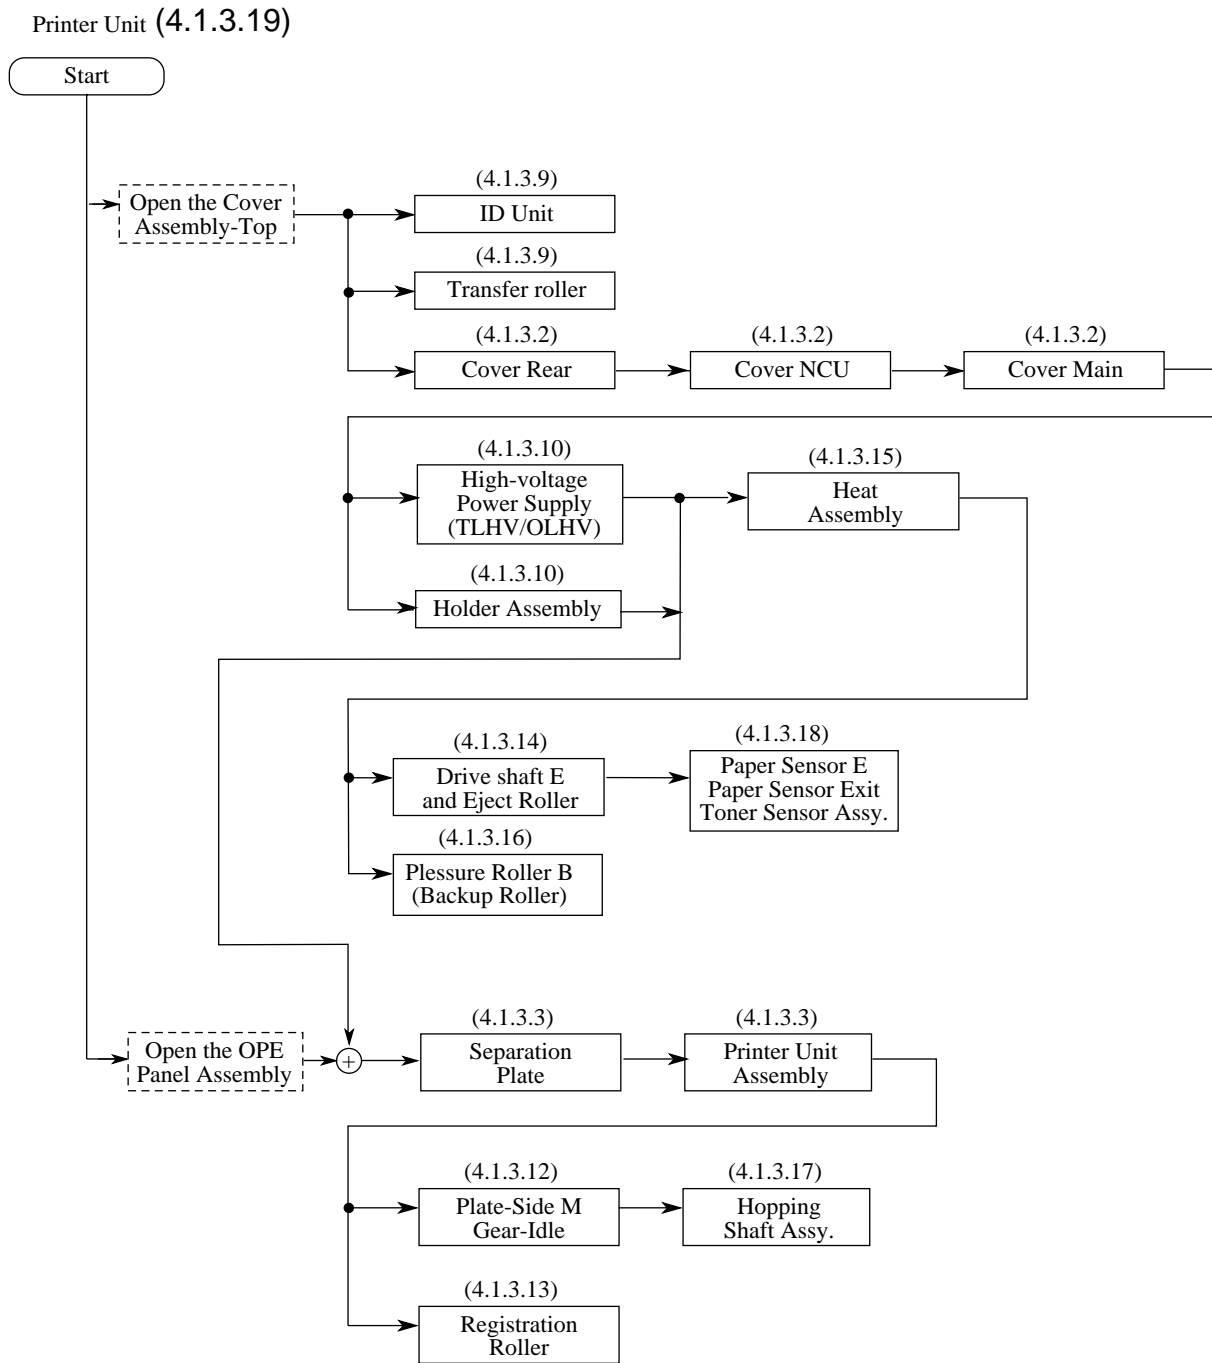 Printer Unit (4.1.3.19)
Start
Open the Cover
Assembly-Top
(4.1.3.9)
ID Unit
(4.1.3.9)
Transfer roller
(4.1.3.2)
Cover Rear
(4.1.3.2)
Cover NCU
(4.1.3.2)
Cover Main
(4.1.3.10)
High-voltage
Power Supply
(TLHV/OLHV)
(4.1.3.15)
Heat
Assembly
(4.1.3.10)
Holder Assembly
(4.1.3.14)
Drive shaft E
and Eject Roller
(4.1.3.18)
Paper Sensor E
Paper Sensor Exit
Toner Sensor Assy.
(4.1.3.16)
Plessure Roller B
(Backup Roller)
Open the OPE
Panel Assembly
+
(4.1.3.3)
Separation
Plate
(4.1.3.3)
Printer Unit
Assembly
(4.1.3.12)
Plate-Side M
Gear-Idle
(4.1.3.17)
Hopping
Shaft Assy.
(4.1.3.13)
Registration
Roller